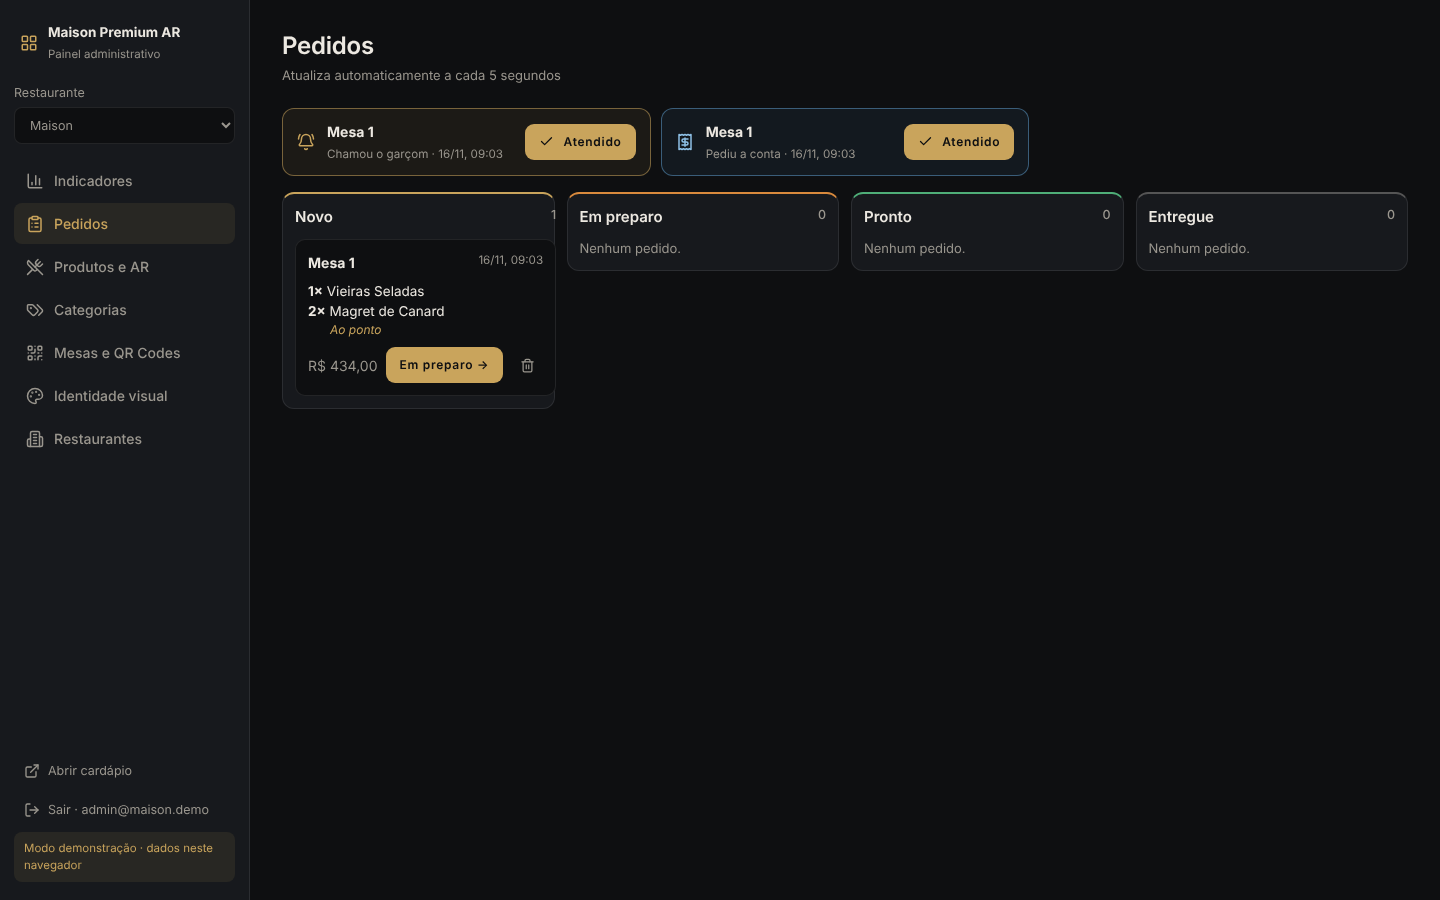 Maison Premium AR
Painel administrativo
Restaurante
Maison
Indicadores
Pedidos
Produtos e AR
Categorias
Mesas e QR Codes
Identidade visual
Restaurantes
Abrir cardápio
Sair · admin@maison.demo
Modo demonstração · dados neste
navegador
Pedidos
Atualiza automaticamente a cada 5 segundos
Mesa 1
Chamou o garçom · 16/11, 09:03
Atendido
Mesa 1
Pediu a conta · 16/11, 09:03
Atendido
Novo 1
Mesa 1 16/11, 09:03
1× Vieiras Seladas
2× Magret de Canard
Ao ponto
R$ 434,00 Em preparo →
Em preparo 0
Nenhum pedido.
Pronto 0
Nenhum pedido.
Entregue 0
Nenhum pedido.